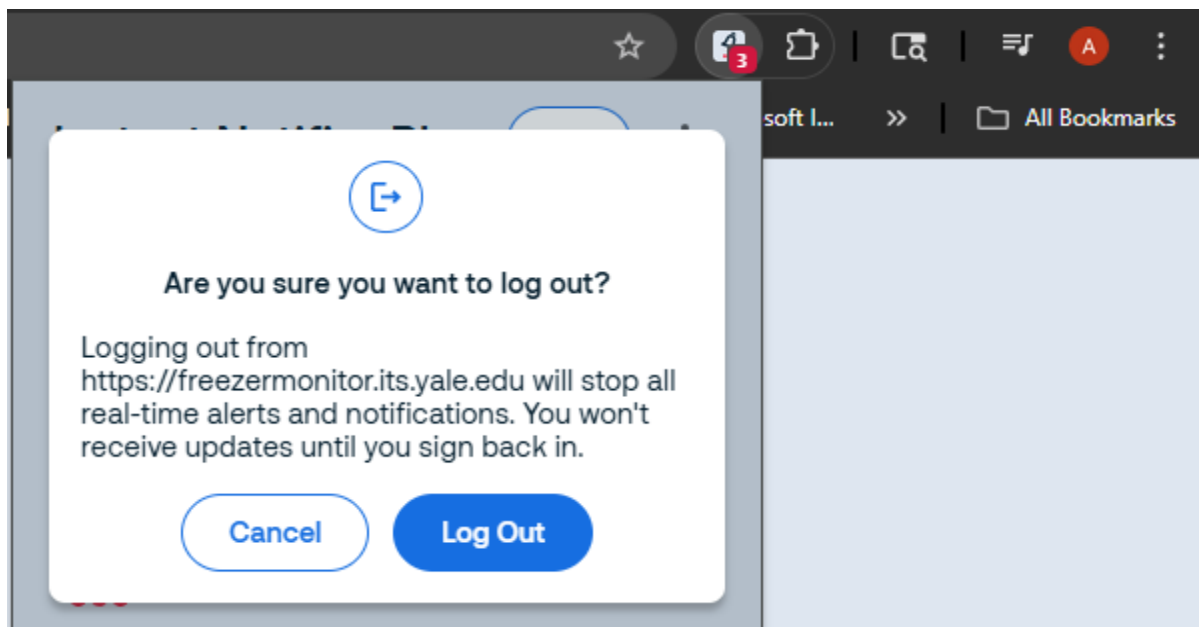 3
A
soft I...
All Bookmarks
Are you sure you want to log out?
Logging out from
https://freezermonitor.its.yale.edu will stop all
real-time alerts and notifications. You won't
receive updates until you sign back in.
Cancel
Log Out